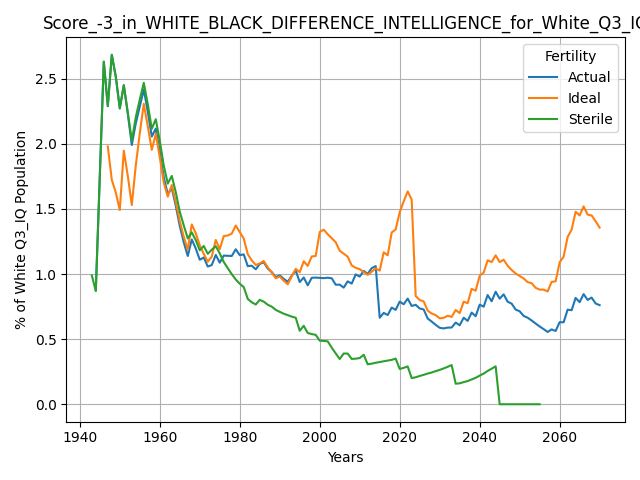 Score_-3_in_WHITE_BLACK_DIFFERENCE_INTELLIGENCE_for_White_Q3_IQ
Fertility
Actual
Ideal
Sterile
% of White Q3_IQ Population
2.5
2.0
1.5
1.0
0.5
0.0
1940 1960 1980 2000 2020 2040 2060
Years